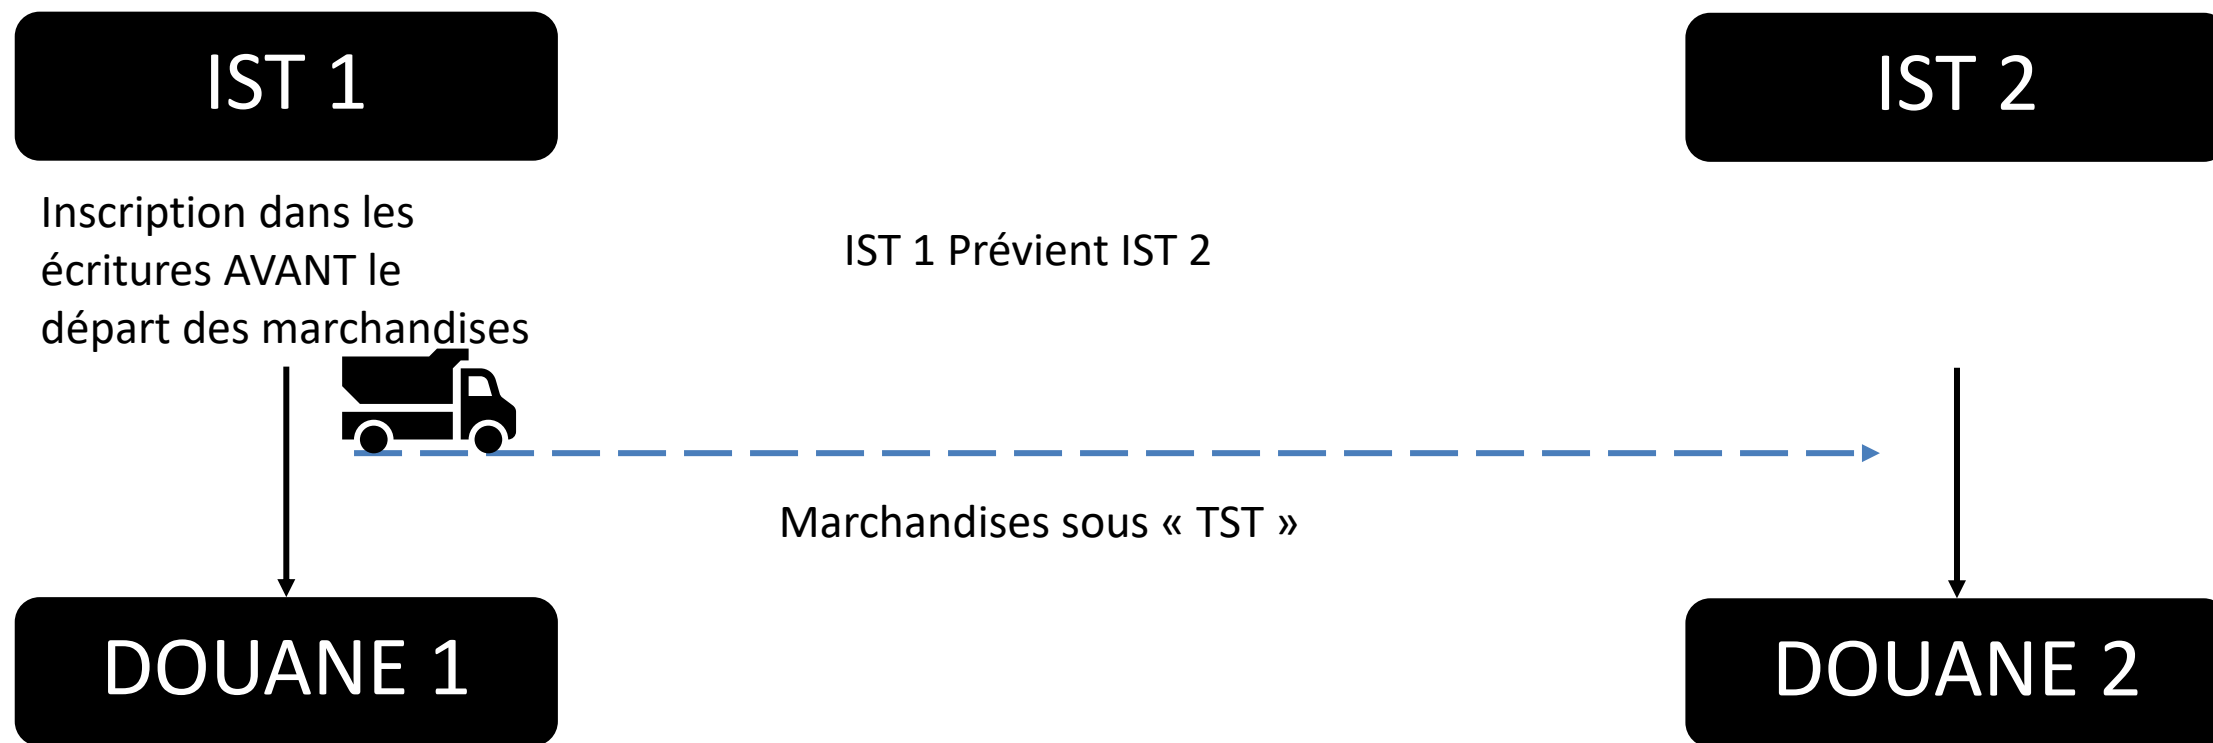 IST 1
IST 2
Inscription dans les
écritures AVANT le
départ des marchandises
IST 1 Prévient IST 2
Marchandises sous « TST »
DOUANE 1
DOUANE 2